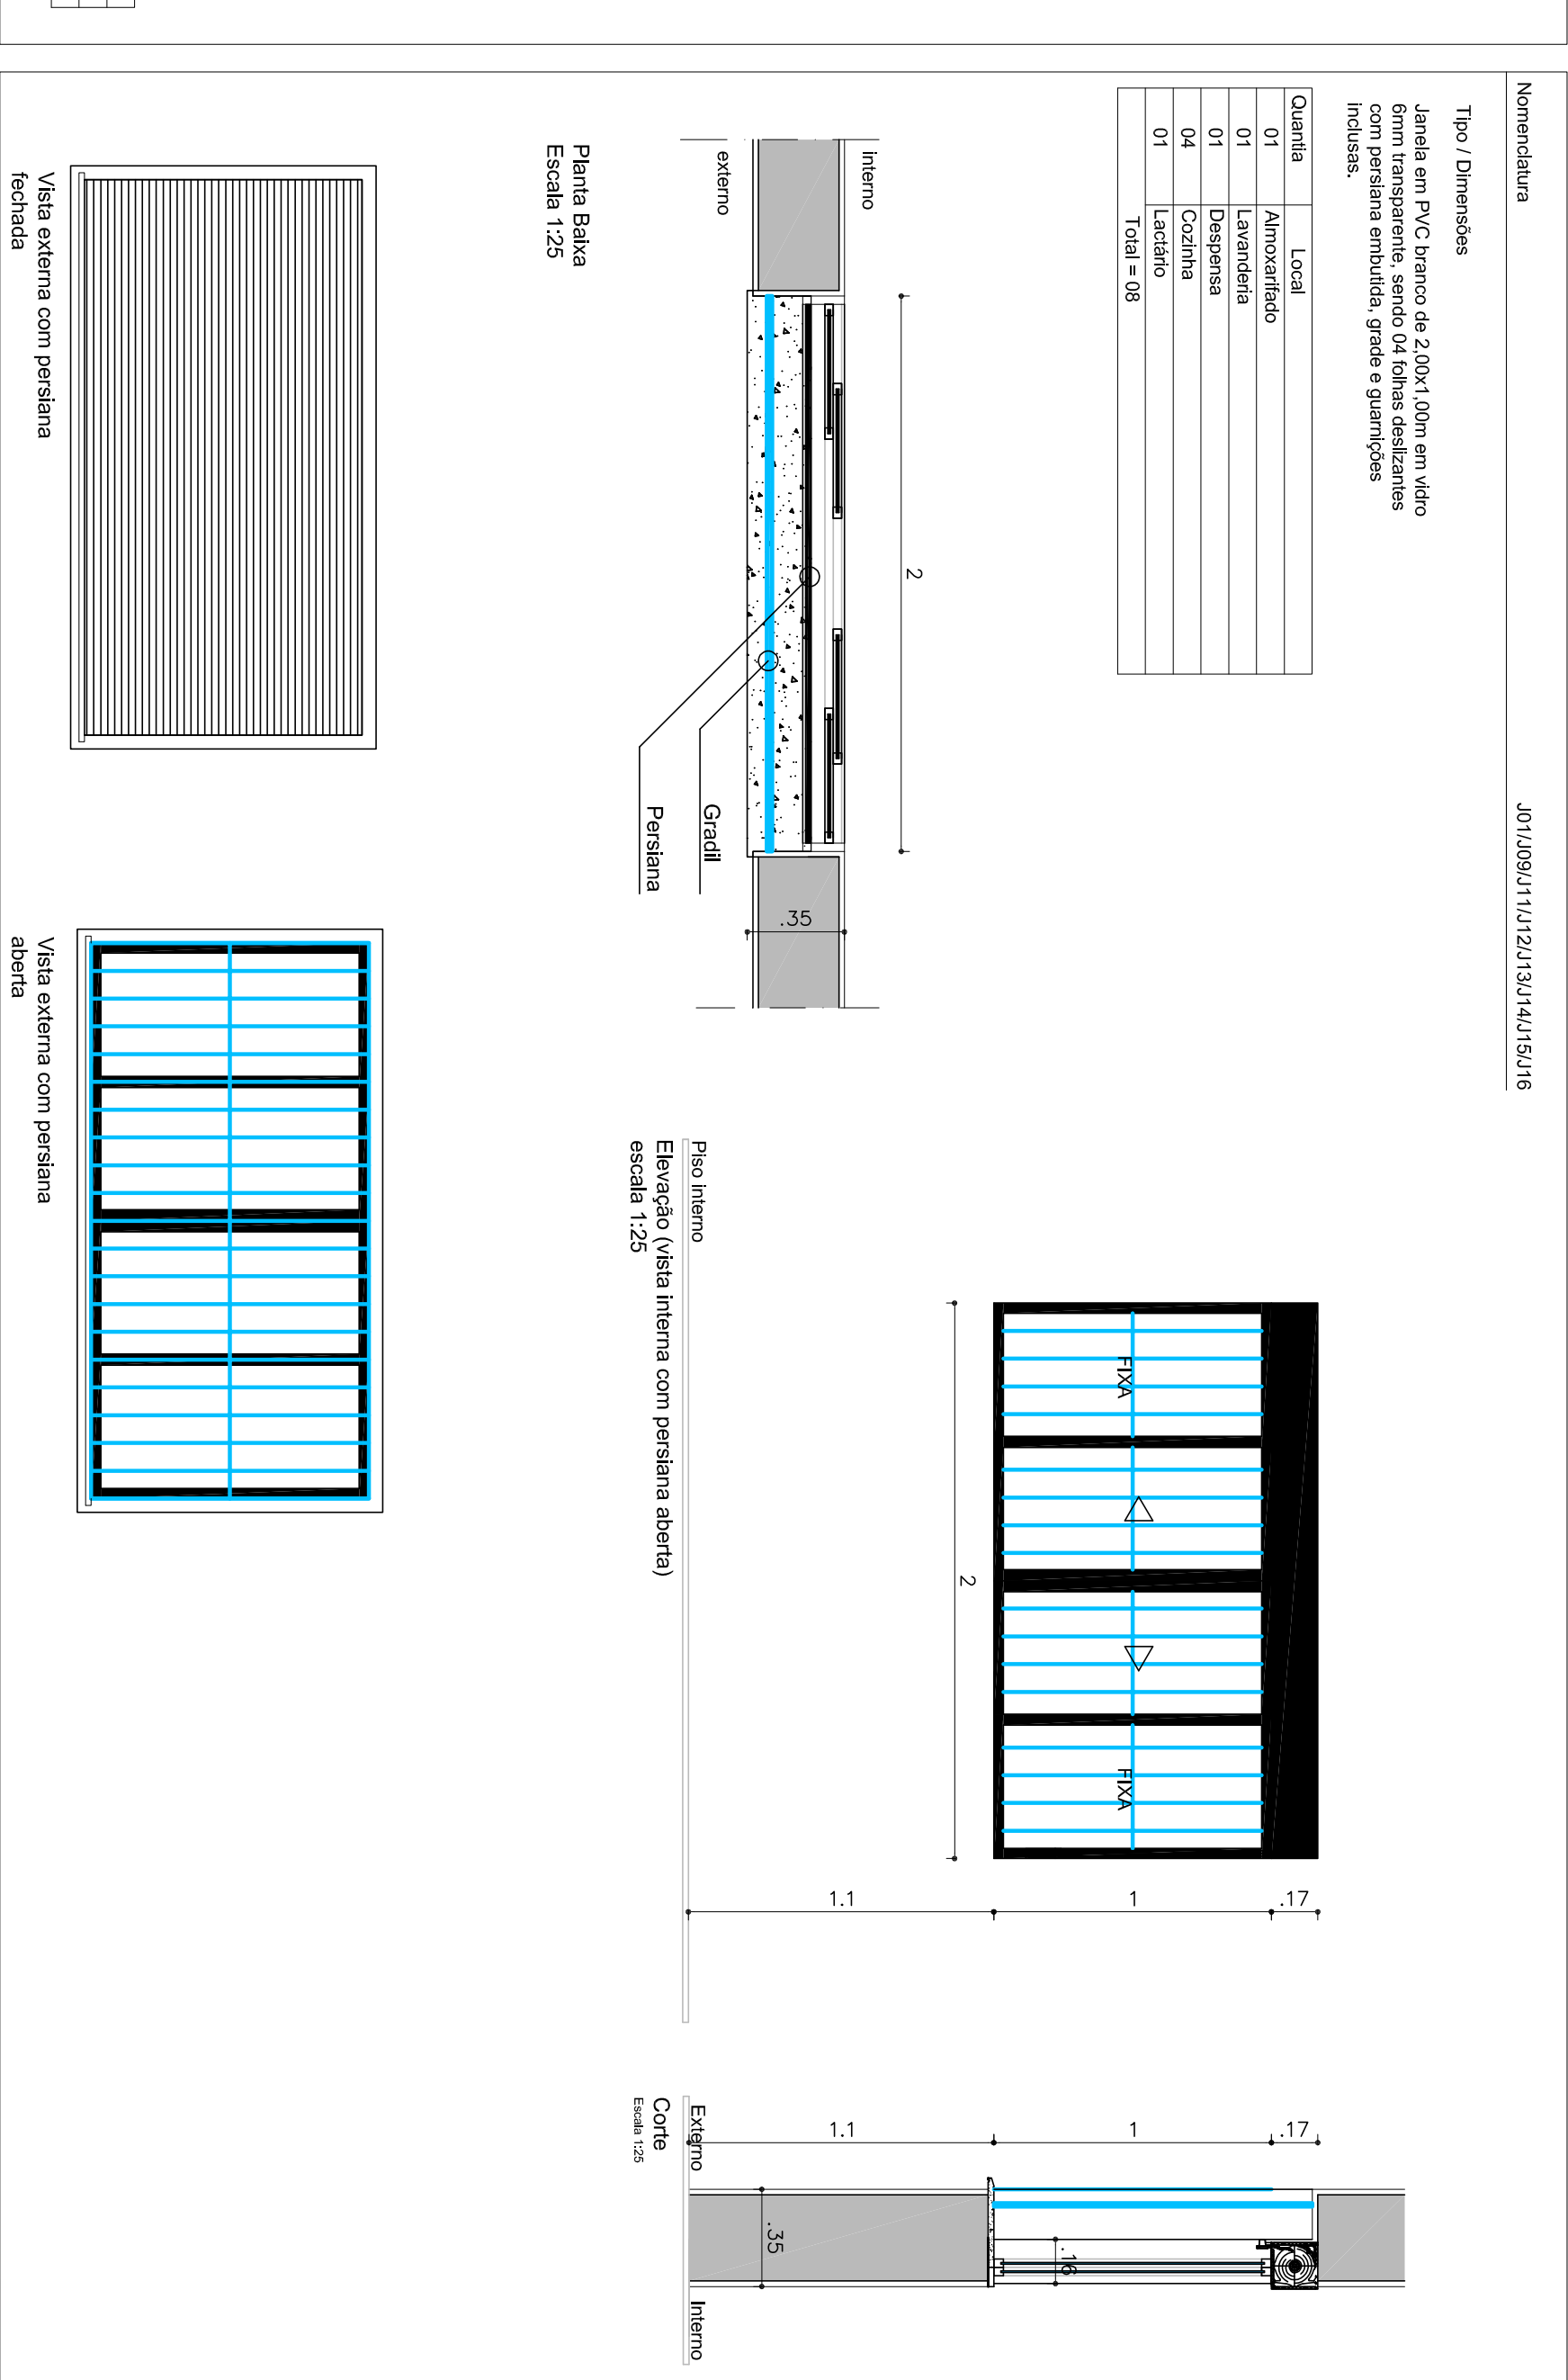 Nomenclatura J01/J09/J11/J12/J13/J14/J15/J16
Tipo / Dimensões
Janela em PVC branco de 2,00x1,00m em vidro
6mm transparente, sendo 04 folhas deslizantes
com persiana embutida, grade e guarnições
inclusas.
Quantia Local
01 Almoxarifado
01 Lavanderia
01 Despensa
04 Cozinha
01 Lactário
Total = 08
interno
externo
2
.35
Gradil
Persiana
Planta Baixa
Escala 1:25
FIXA
FIXA
2
1.1
1
.17
Piso interno
Elevação (vista interna com persiana aberta)
escala 1:25
1.1
1
.17
.35
.16
Externo
Interno
Corte
Escala 1:25
Vista externa com persiana
fechada
Vista externa com persiana
aberta